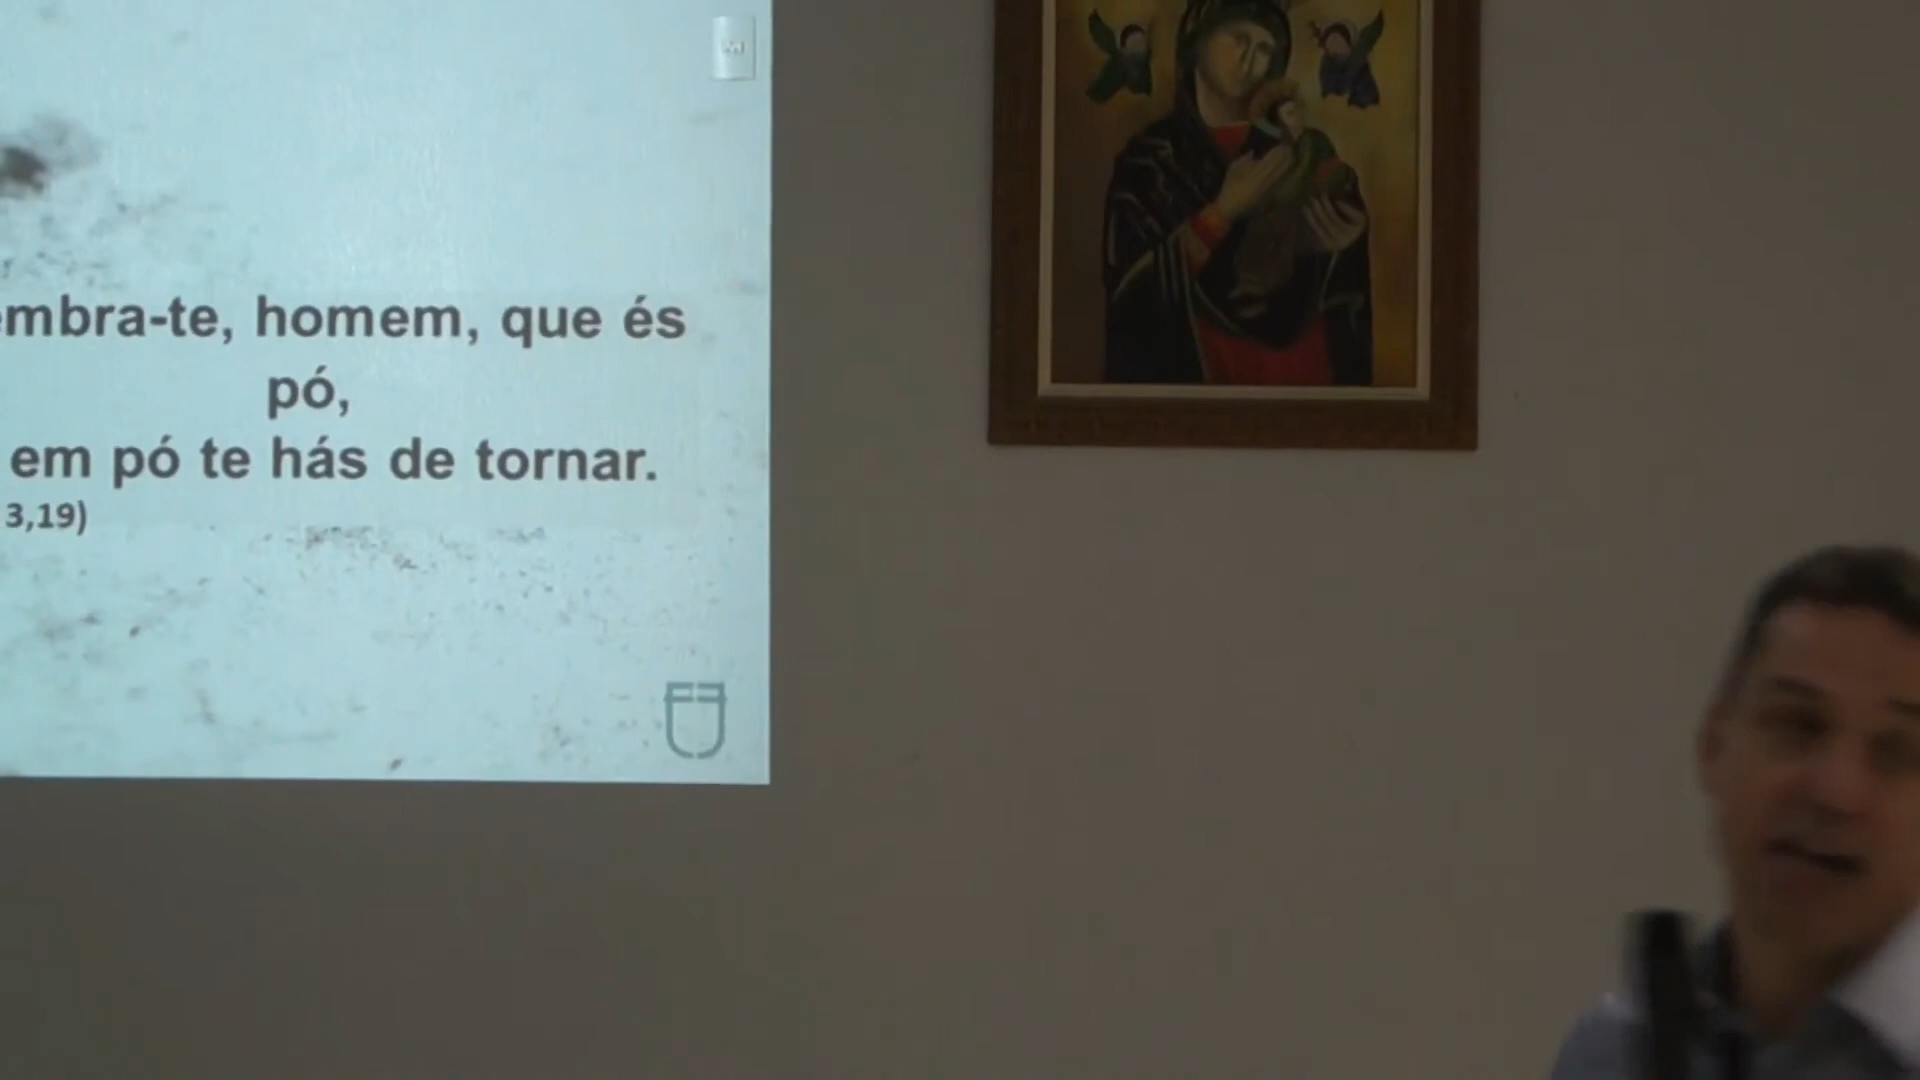 embra-te, homem, que és
pó,
em pó te hás de tornar.
3,19)